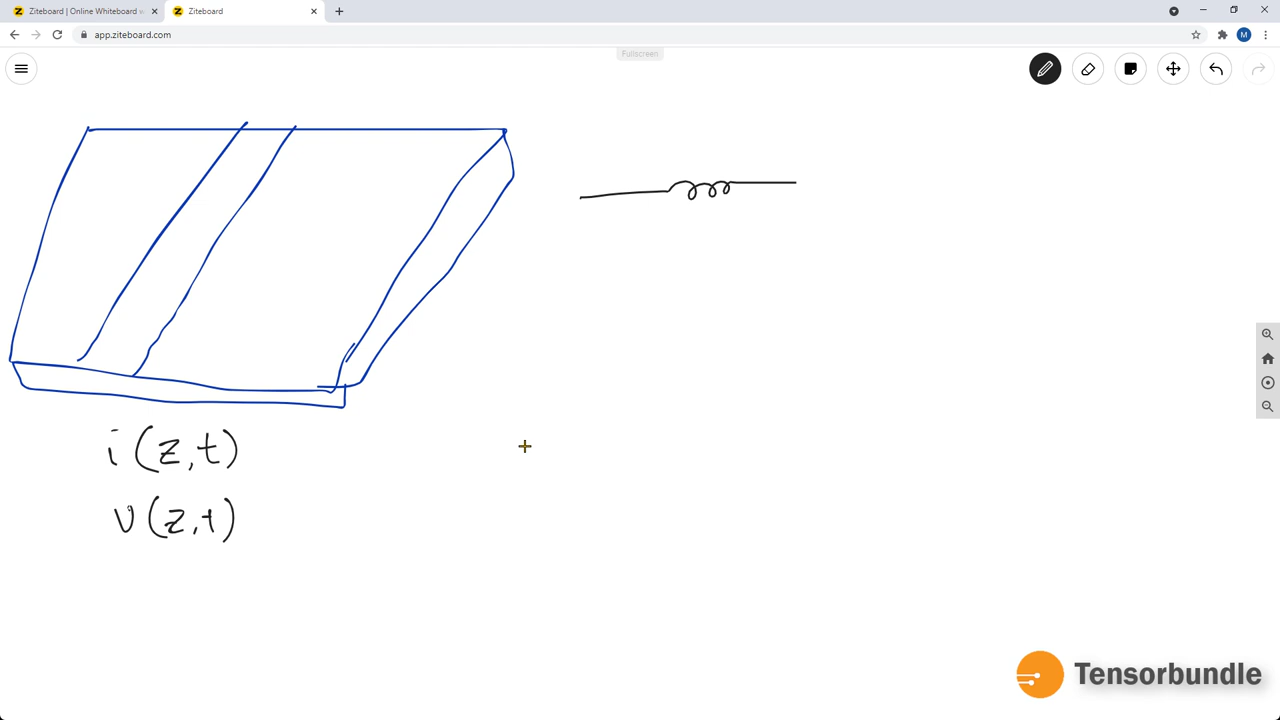 Ziteboard | Online Whiteboard w
Ziteboard
app.ziteboard.com
M
Fullscreen
i(z,t)
v(z,t)
Tensorbundle